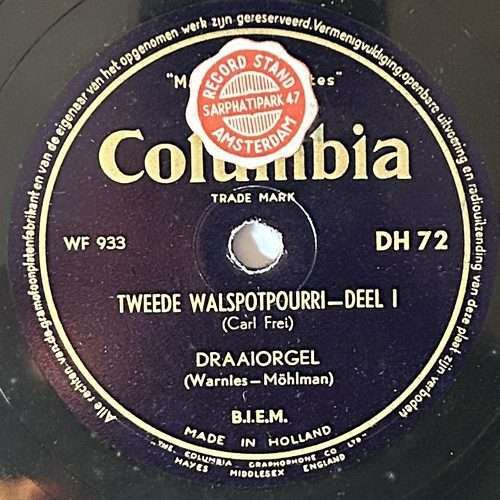 Alle rechten van de gramofoonplatenfabrikant en van de eigenaar van het opgenomen werk zijn gereserveerd. Vermenigvuldiging, openbare uitvoering en radiouitzending van deze plaat zijn verboden
RECORD STAND
SARPHATIPARK 47
AMSTERDAM
Columbia
TRADE MARK
WF 933
DH 72
TWEEDE WALSPOTPOURRI—DEEL I
(Carl Frei)
DRAAIORGEL
(Warnies—Möhlman)
B.I.E.M.
MADE IN HOLLAND
THE COLUMBIA GRAPHOPHONE CO LTD
HAYES MIDDLESEX ENGLAND